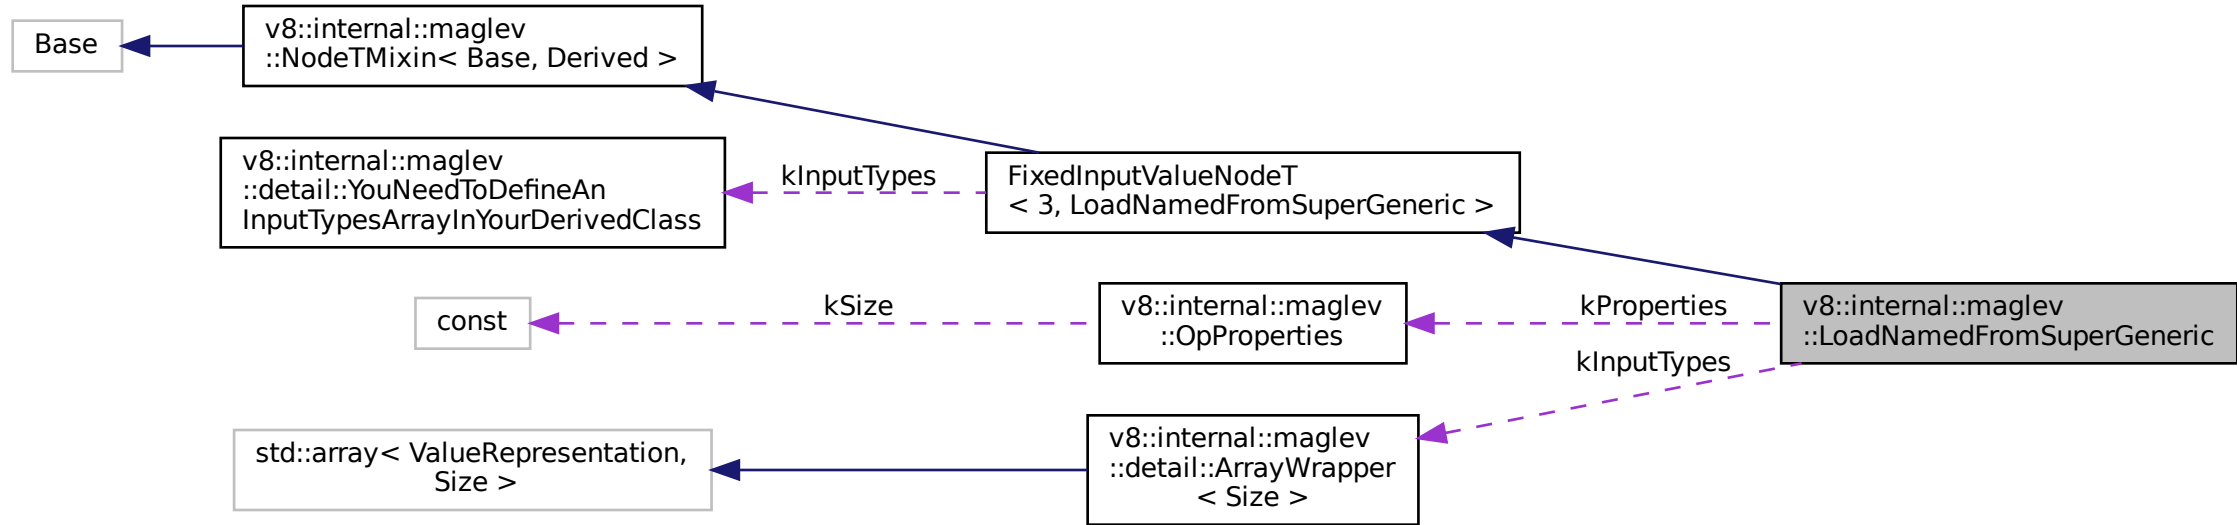 Base
v8::internal::maglev
::NodeTMixin< Base, Derived >
v8::internal::maglev
::detail::YouNeedToDefineAn
InputTypesArrayInYourDerivedClass
kInputTypes
FixedInputValueNodeT
< 3, LoadNamedFromSuperGeneric >
const
kSize
v8::internal::maglev
::OpProperties
kProperties
v8::internal::maglev
::LoadNamedFromSuperGeneric
kInputTypes
std::array< ValueRepresentation,
Size >
v8::internal::maglev
::detail::ArrayWrapper
< Size >